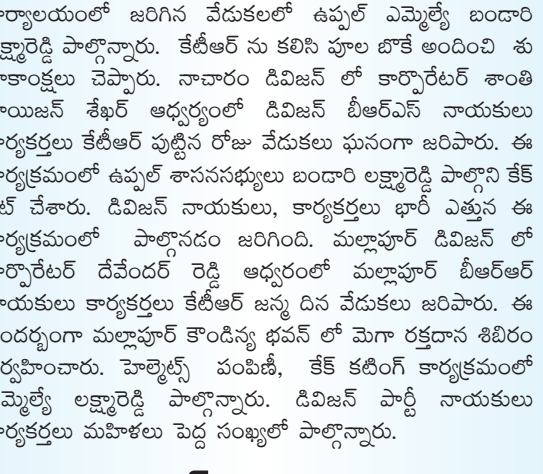 ర్యాలయంలో జరిగిన వేడుకలలో ఉప్పల్ ఎమ్మెల్యే బండారి
క్ష్మారెడ్డి పాల్గొన్నారు. కేటీఆర్ ను కలిసి పూల బొకే అందించి శు
ాకాంక్షలు చెప్పారు. నాచారం డివిజన్ లో కార్పొరేటర్ శాంతి
ాయిజన్ శేఖర్ ఆధ్వర్యంలో డివిజన్ బీఆర్ఎస్ నాయకులు
ార్యకర్తలు కేటీఆర్ పుట్టిన రోజు వేడుకలు ఘనంగా జరిపారు. ఈ
ార్యక్రమంలో ఉప్పల్ శాసనసభ్యులు బండారి లక్ష్మారెడ్డి పాల్గొని కేక్
ట్ చేశారు. డివిజన్ నాయకులు, కార్యకర్తలు భారీ ఎత్తున ఈ
ార్యక్రమంలో పాల్గొనడం జరిగింది. మల్లాపూర్ డివిజన్ లో
ార్పొరేటర్ దేవేందర్ రెడ్డి ఆధ్వరంలో మల్లాపూర్ బీఆర్ఆర్
ాయకులు కార్యకర్తలు కేటీఆర్ జన్మ దిన వేడుకలు జరిపారు. ఈ
ందర్భంగా మల్లాపూర్ కౌండిన్య భవన్ లో మెగా రక్తదాన శిబిరం
ర్వహించారు. హెల్మెట్స్ పంపిణీ, కేక్ కటింగ్ కార్యక్రమంలో
మ్మెల్యే లక్ష్మారెడ్డి పాల్గొన్నారు. డివిజన్ పార్టీ నాయకులు
ార్యకర్తలు మహిళలు పెద్ద సంఖ్యలో పాల్గొన్నారు.